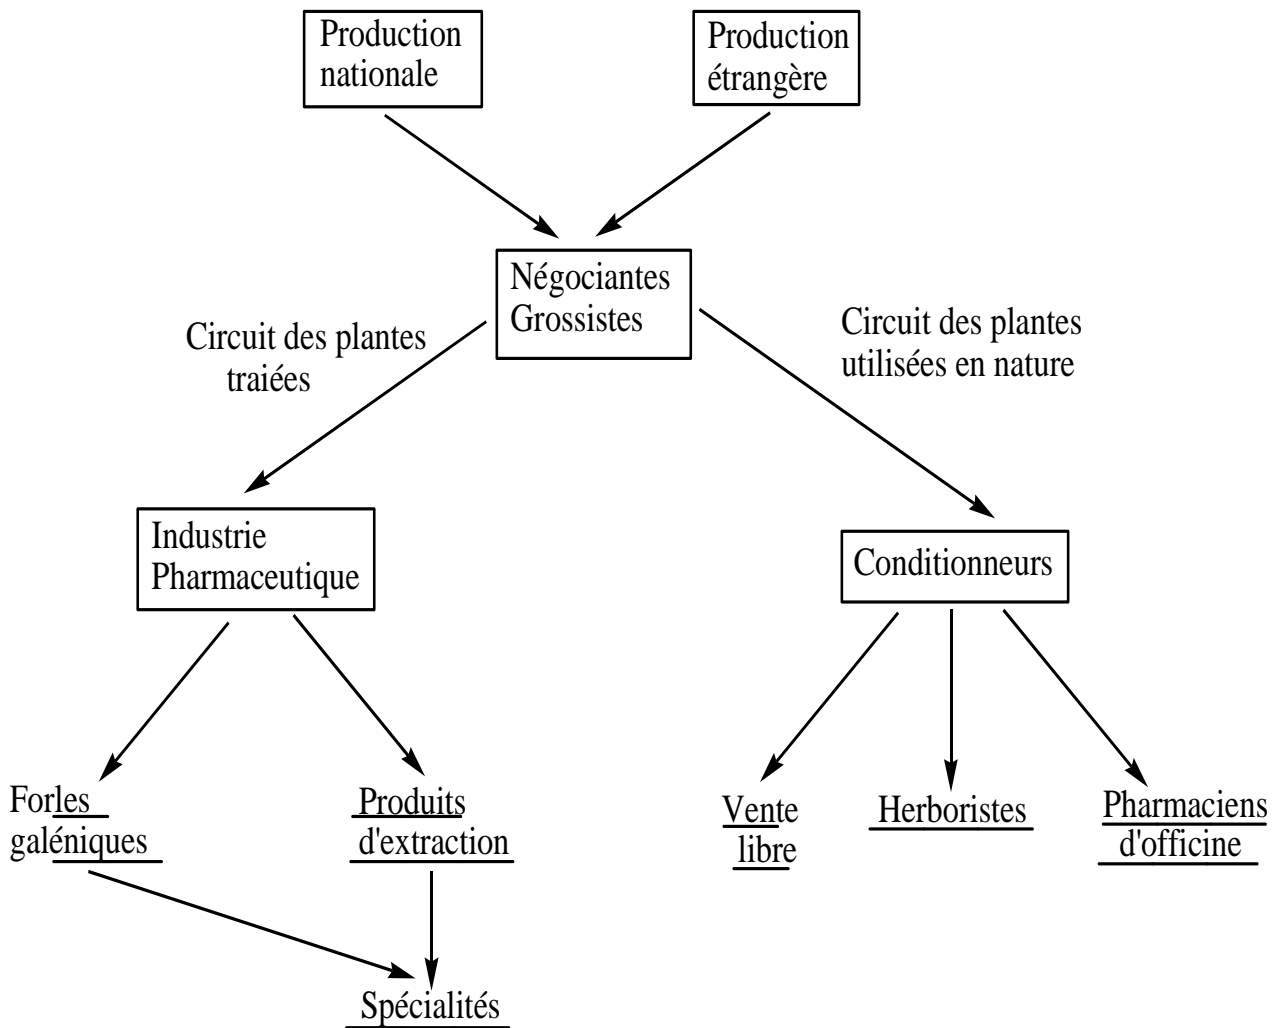 Production
nationale
Production
étrangère
Négociantes
Grossistes
Circuit des plantes
traiées
Circuit des plantes
utilisées en nature
Industrie
Pharmaceutique
Conditionneurs
Forles
galéniques
Produits
d'extraction
Vente
libre
Herboristes
Pharmaciens
d'officine
Spécialités